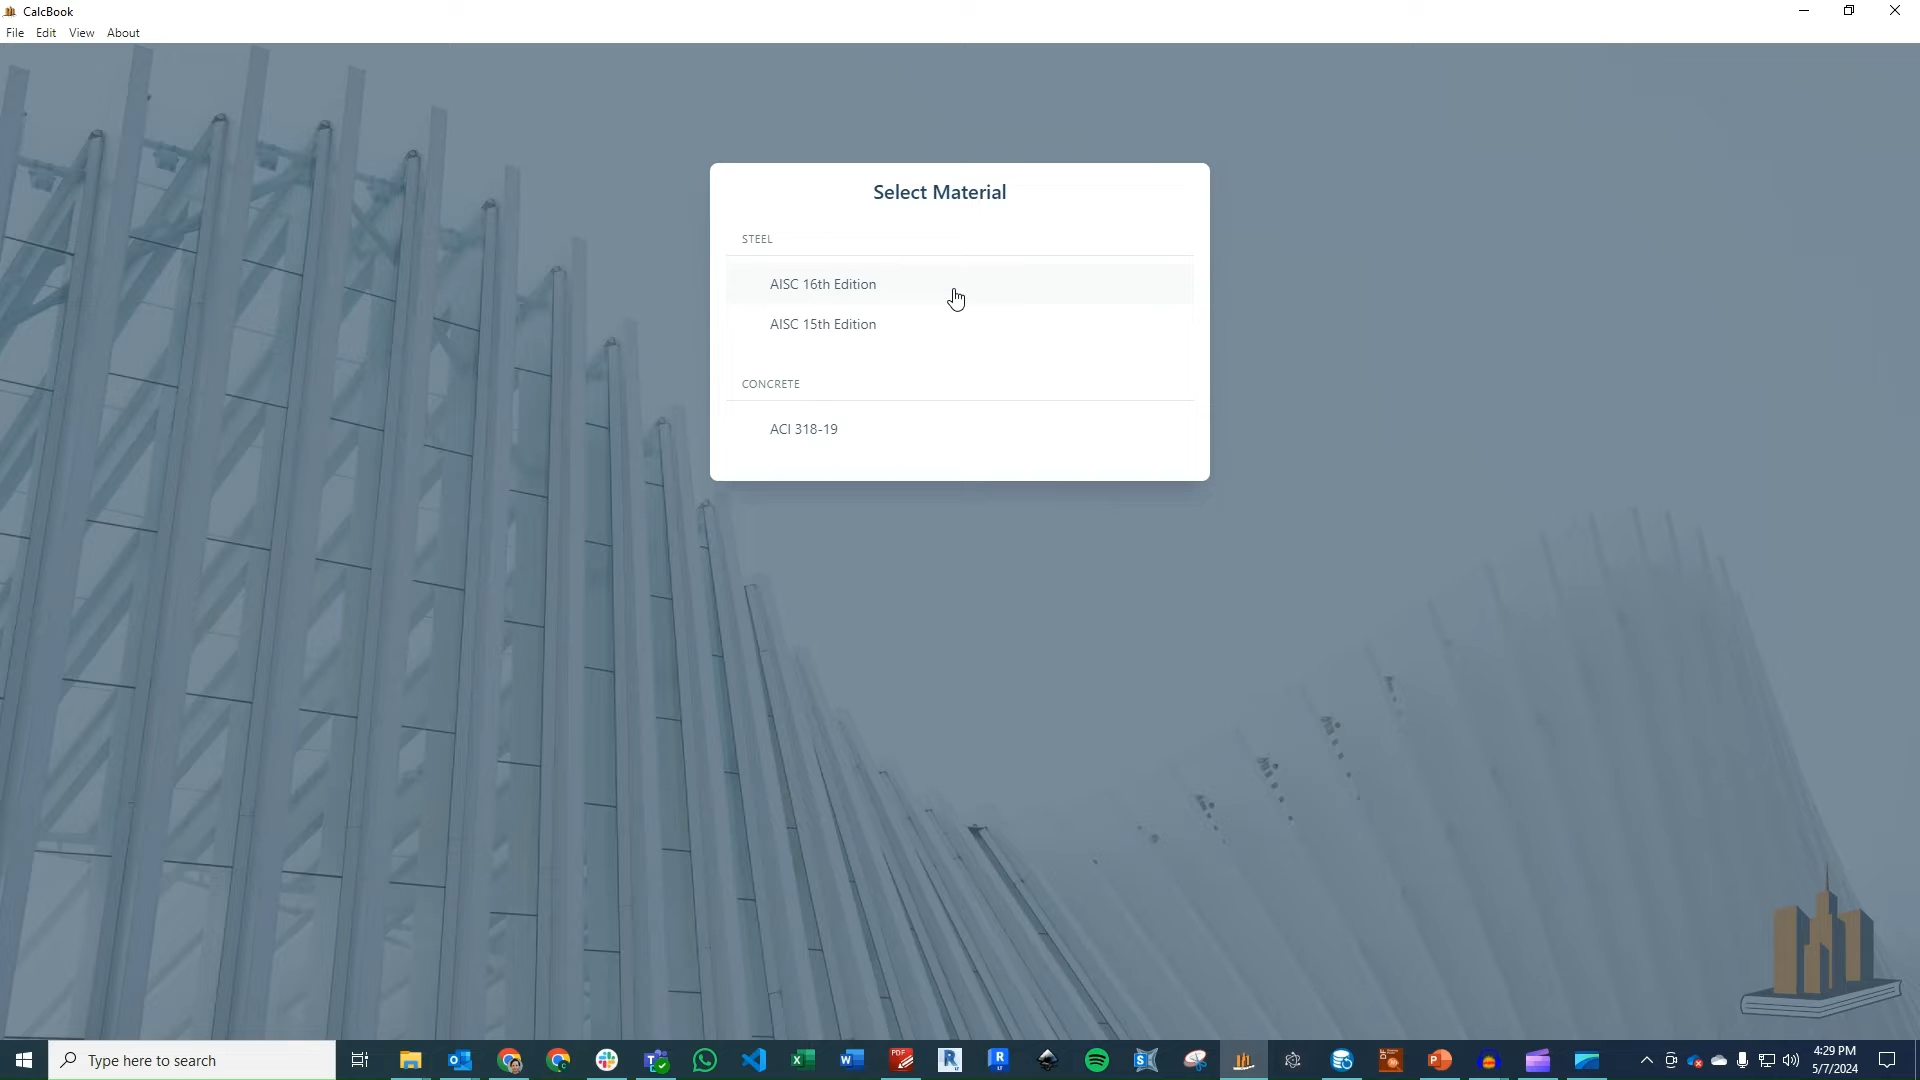 CalcBook
File Edit View About
Select Material
STEEL
AISC 16th Edition
AISC 15th Edition
CONCRETE
ACI 318-19
Type here to search
4:29 PM
5/7/2024